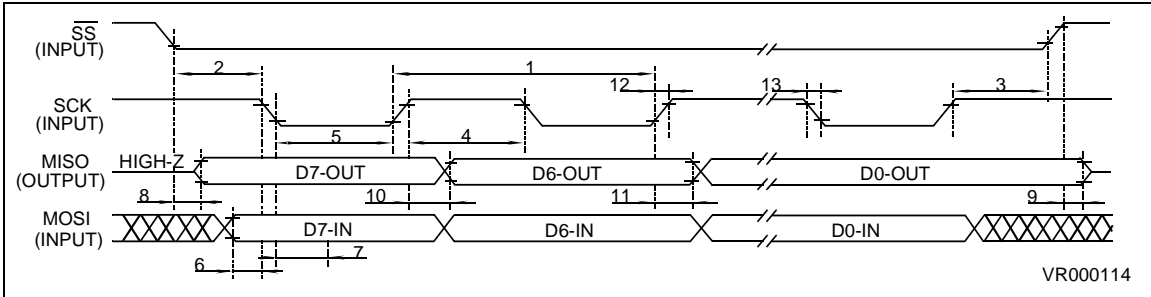 SS
(INPUT)
2
1
12
13
3
SCK
(INPUT)
5
4
MISO
(OUTPUT)
HIGH-Z
D7-OUT
D6-OUT
D0-OUT
8
10
11
9
MOSI
(INPUT)
D7-IN
D6-IN
D0-IN
6
7
VR000114